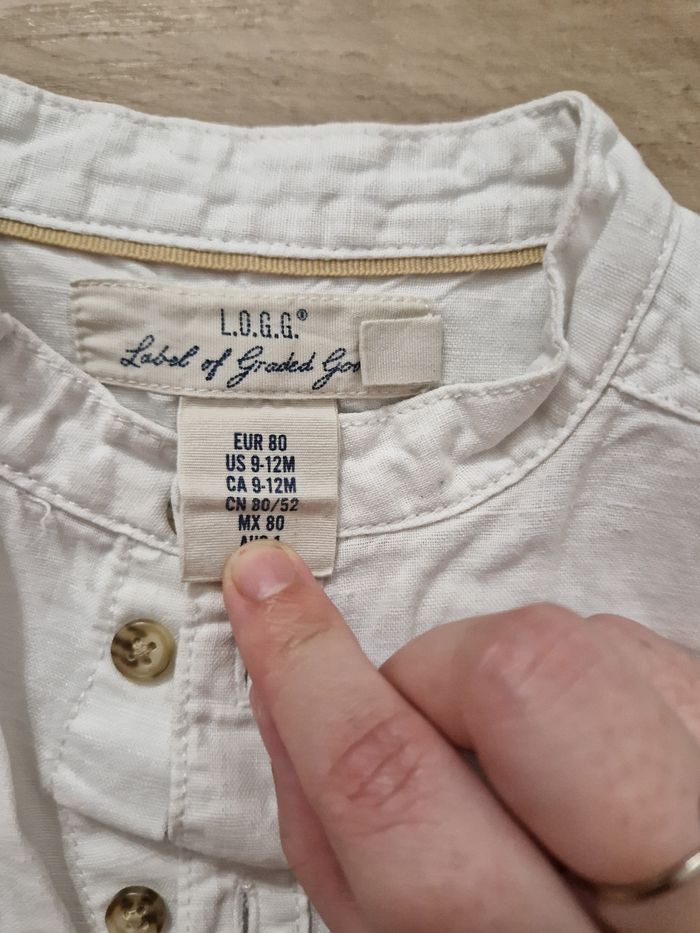 L.O.G.G.®
Label of Graded
EUR 80
US 9-12M
CA 9-12M
CN 80/52
MX 80